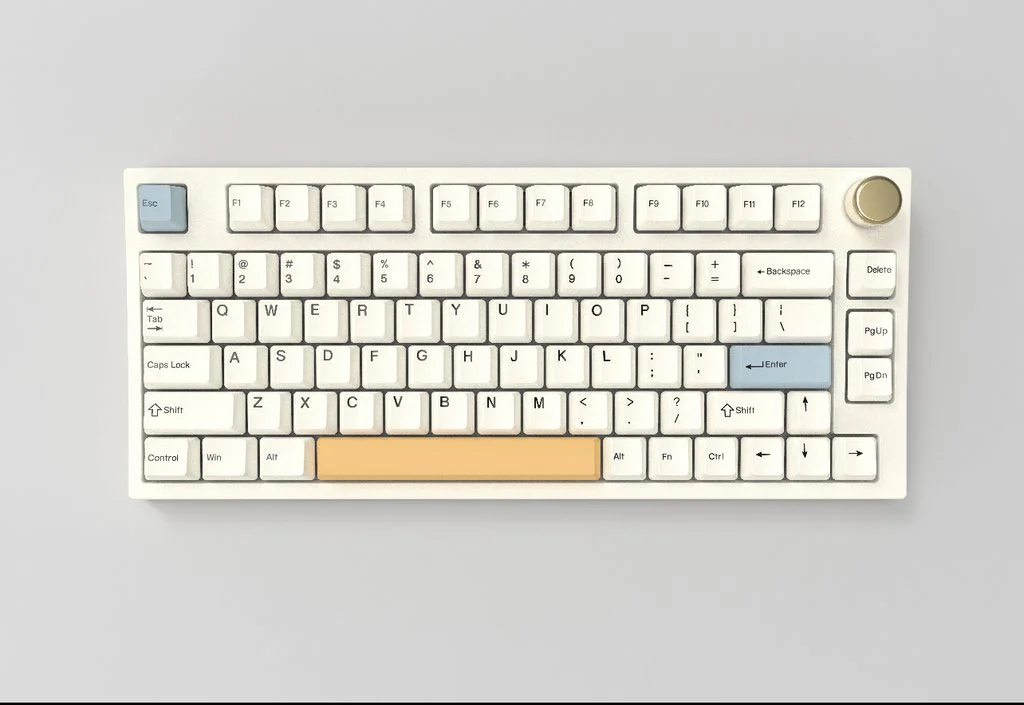 Esc F1 F2 F3 F4 F5 F6 F7 F8 F9 F10 F11 F12
~ ! @ # $ % ^ & * ( ) – +
` 1 2 3 4 5 6 7 8 9 0 - = ←Backspace Delete
Tab Q W E R T Y U I O P { } ¦
[ ] \ PgUp
Caps Lock A S D F G H J K L : " Enter
; ' PgDn
Shift Z X C V B N M < > ? Shift ↑
, . /
Control Win Alt Alt Fn Ctrl ← ↓ →